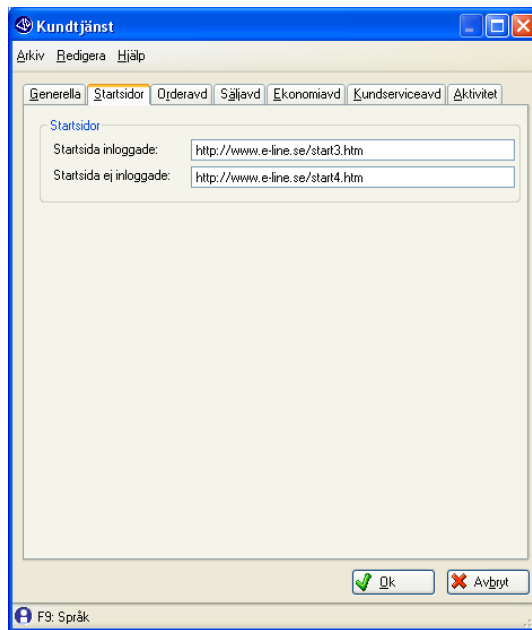 Kundtjänst
Arkiv Redigera Hjälp
Generella Startsidor Orderavd Säljavd Ekonomiavd Kundserviceavd Aktivitet
Startsidor
Startsida inloggade: http://www.e-line.se/start3.htm
Startsida ej inloggade: http://www.e-line.se/start4.htm
Ok Avbryt
F9: Språk